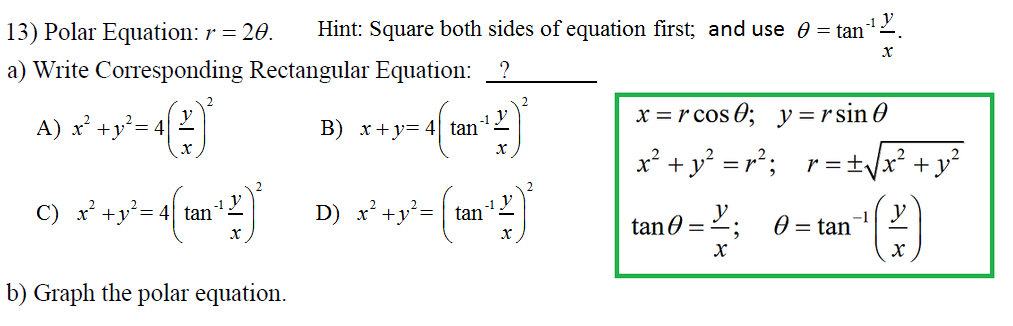 13) Polar Equation: r = 2θ. Hint: Square both sides of equation first; and use θ = tan⁻¹ y/x.
a) Write Corresponding Rectangular Equation: ?
A) x² + y² = 4(y/x)² B) x + y = 4(tan⁻¹ y/x)²
C) x² + y² = 4(tan⁻¹ y/x)² D) x² + y² = (tan⁻¹ y/x)²
x = r cos θ; y = r sin θ
x² + y² = r²; r = ±√(x² + y²)
tan θ = y/x; θ = tan⁻¹(y/x)
b) Graph the polar equation.